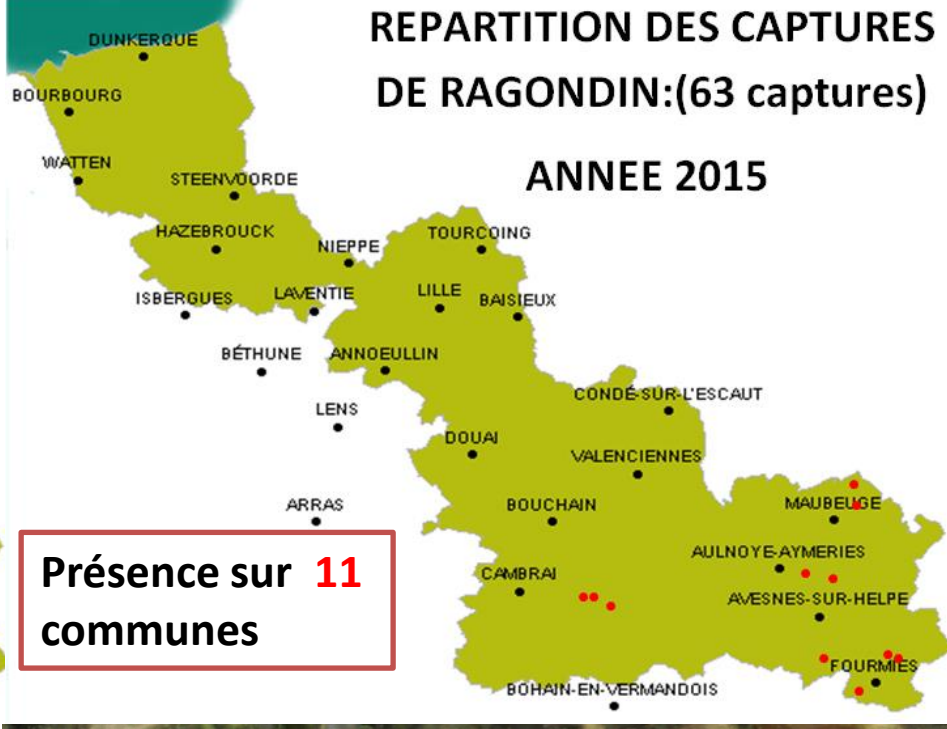 REPARTITION DES CAPTURES
DE RAGONDIN:(63 captures)
ANNEE 2015
DUNKERQUE
BOURBOURG
WATTEN
STEENVOORDE
HAZEBROUCK
NIEPPE
TOURCOING
ISBERGUES
LAVENTIE
LILLE
BAISIEUX
BÉTHUNE
ANNOEULLIN
CONDÉ-SUR-L'ESCAUT
LENS
DOUAI
VALENCIENNES
ARRAS
BOUCHAIN
MAUBEUGE
AULNOYE-AYMERIES
CAMBRAI
AVESNES-SUR-HELPE
FOURMIES
BOHAIN-EN-VERMANDOIS
Présence sur 11
communes